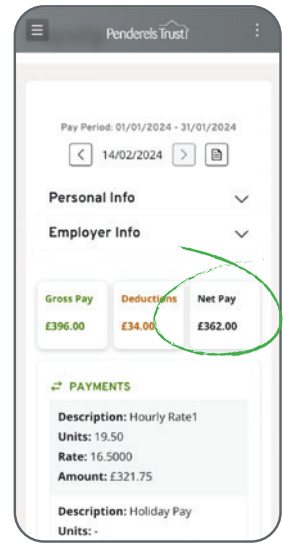 Penderels Trust
Pay Period: 01/01/2024 - 31/01/2024
14/02/2024
Personal Info
Employer Info
Gross Pay Deductions Net Pay
£396.00 £34.00 £362.00
PAYMENTS
Description: Hourly Rate1
Units: 19.50
Rate: 16.5000
Amount: £321.75
Description: Holiday Pay
Units: -